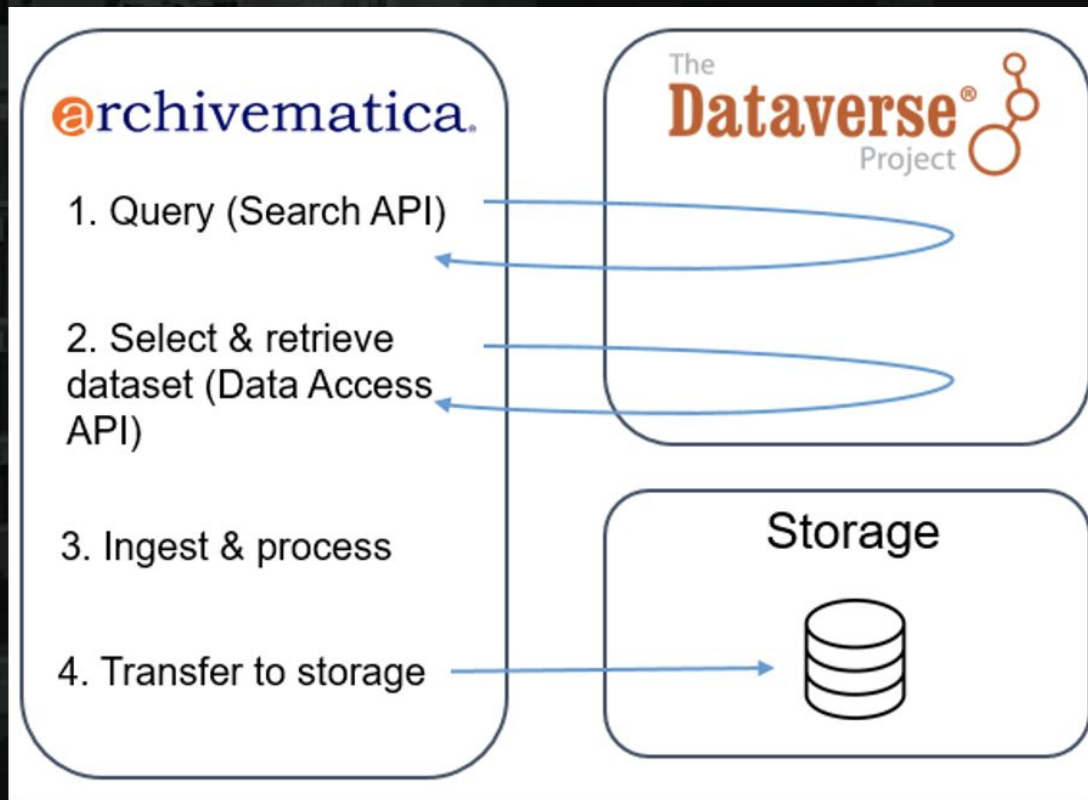 archivematica®
1. Query (Search API)
2. Select & retrieve
dataset (Data Access
API)
3. Ingest & process
4. Transfer to storage
The
Dataverse®
Project
Storage